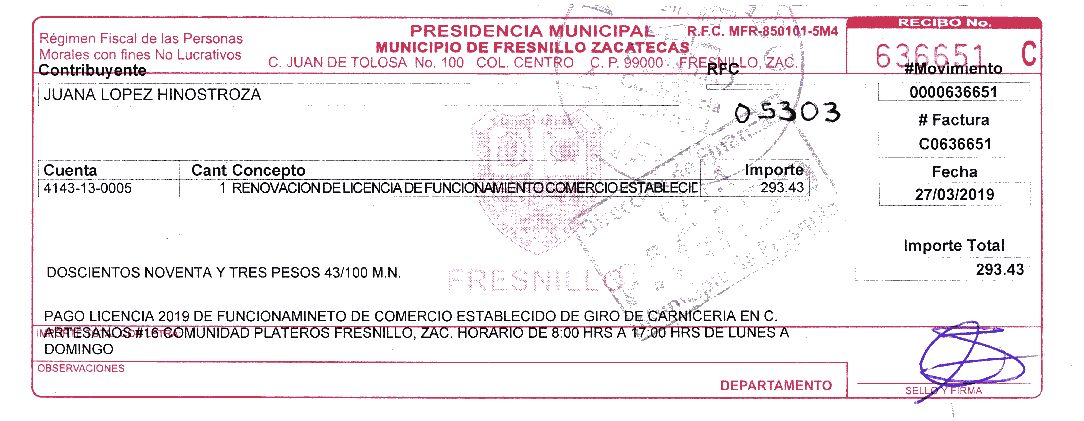 Régimen Fiscal de las Personas
Morales con fines No Lucrativos
PRESIDENCIA MUNICIPAL
R.F.C. MFR-850101-5M4
MUNICIPIO DE FRESNILLO ZACATECAS
C. JUAN DE TOLOSA No. 100 COL. CENTRO C. P. 99000 FRESNILLO, ZAC.
RECIBO No.
636651 C
Contribuyente
RFC
#Movimiento
JUANA LOPEZ HINOSTROZA
0000636651
05303
# Factura
C0636651
Cuenta Cant Concepto Importe
Fecha
4143-13-0005 1 RENOVACION DE LICENCIA DE FUNCIONAMIENTO COMERCIO ESTABLECID 293.43
27/03/2019
Importe Total
293.43
DOSCIENTOS NOVENTA Y TRES PESOS 43/100 M.N.
FRESNILLO
PAGO LICENCIA 2019 DE FUNCIONAMINETO DE COMERCIO ESTABLECIDO DE GIRO DE CARNICERIA EN C.
ARTESANOS #16 COMUNIDAD PLATEROS FRESNILLO, ZAC. HORARIO DE 8:00 HRS A 17:00 HRS DE LUNES A
DOMINGO
OBSERVACIONES
DEPARTAMENTO
SELLO Y FIRMA